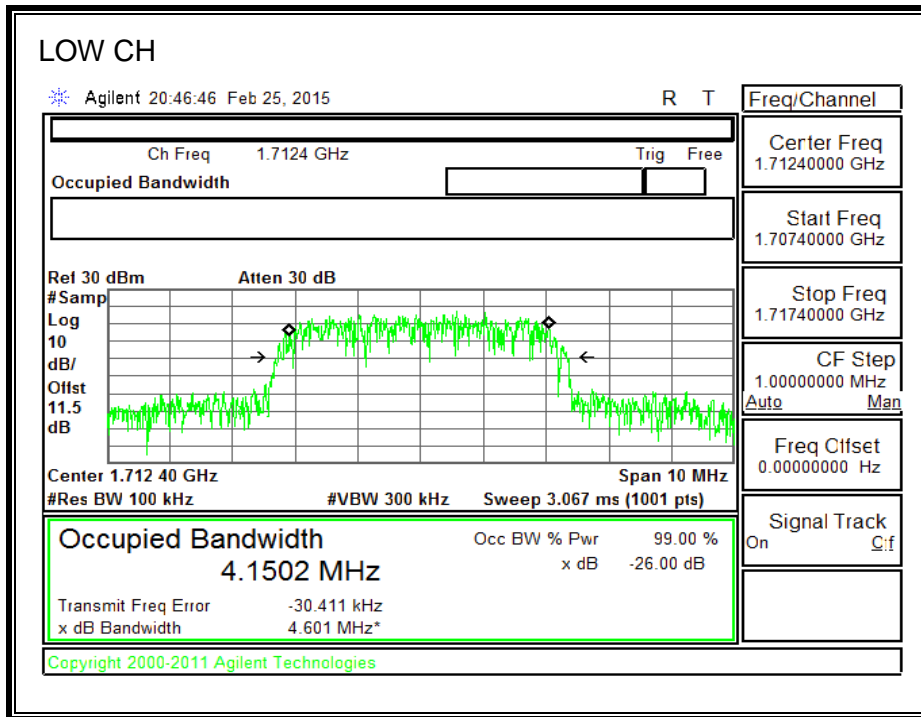 LOW CH
Agilent 20:46:46 Feb 25, 2015 R T
Freq/Channel
Ch Freq 1.7124 GHz Trig Free
Occupied Bandwidth
Center Freq
1.71240000 GHz
Start Freq
1.70740000 GHz
Stop Freq
1.71740000 GHz
CF Step
1.00000000 MHz
Auto Man
Freq Offset
0.00000000 Hz
Signal Track
On Off
Ref 30 dBm Atten 30 dB
#Samp
Log
10
dB/
Offst
11.5
dB
Center 1.712 40 GHz Span 10 MHz
#Res BW 100 kHz #VBW 300 kHz Sweep 3.067 ms (1001 pts)
Occupied Bandwidth Occ BW % Pwr 99.00 %
4.1502 MHz x dB -26.00 dB
Transmit Freq Error -30.411 kHz
x dB Bandwidth 4.601 MHz*
Copyright 2000-2011 Agilent Technologies